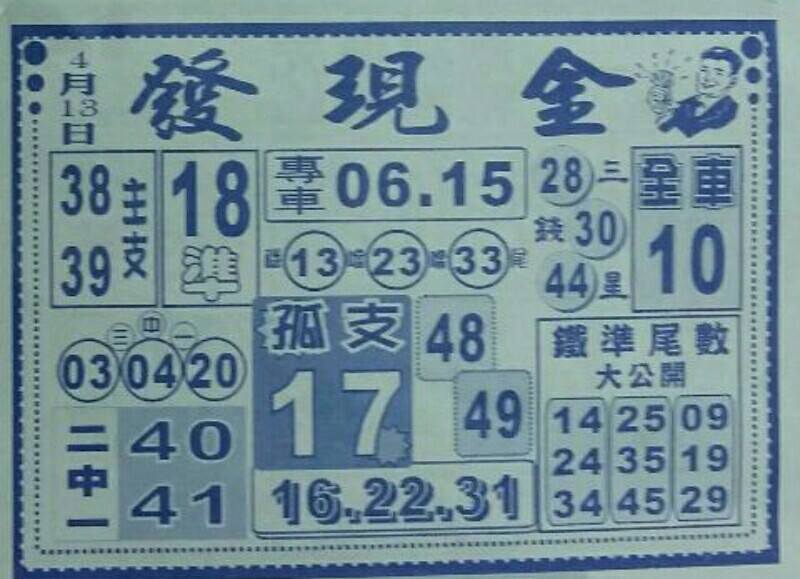 4月13日
發現金
38
39
主支
18
準
專車
06.15
13
23
33
尾
28
30
44
三錢星
全車
10
三中一
03 04 20
二中一
40
41
孤支
17
48
49
16.22.31
鐵準尾數
大公開
14 25 09
24 35 19
34 45 29